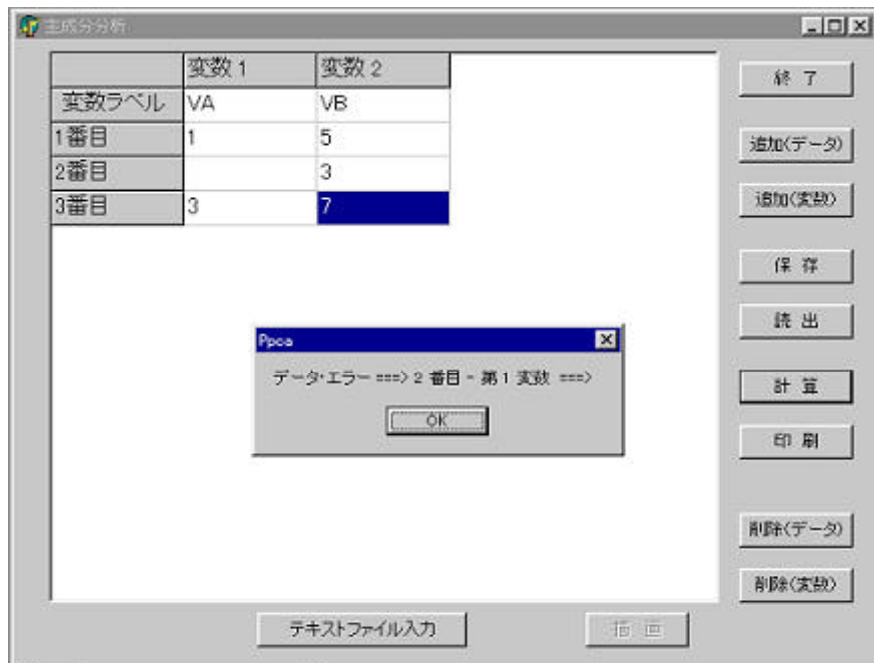 主成分分析
変数 1 変数 2
変数ラベル VA VB
1番目 1 5
2番目 3
3番目 3 7
終 了
追加(データ)
追加(変数)
保 存
読 出
計 算
印 刷
削除(データ)
削除(変数)
Ppca
データ・エラー ===> 2 番目 - 第 1 変数 ===>
OK
テキストファイル入力
描 画